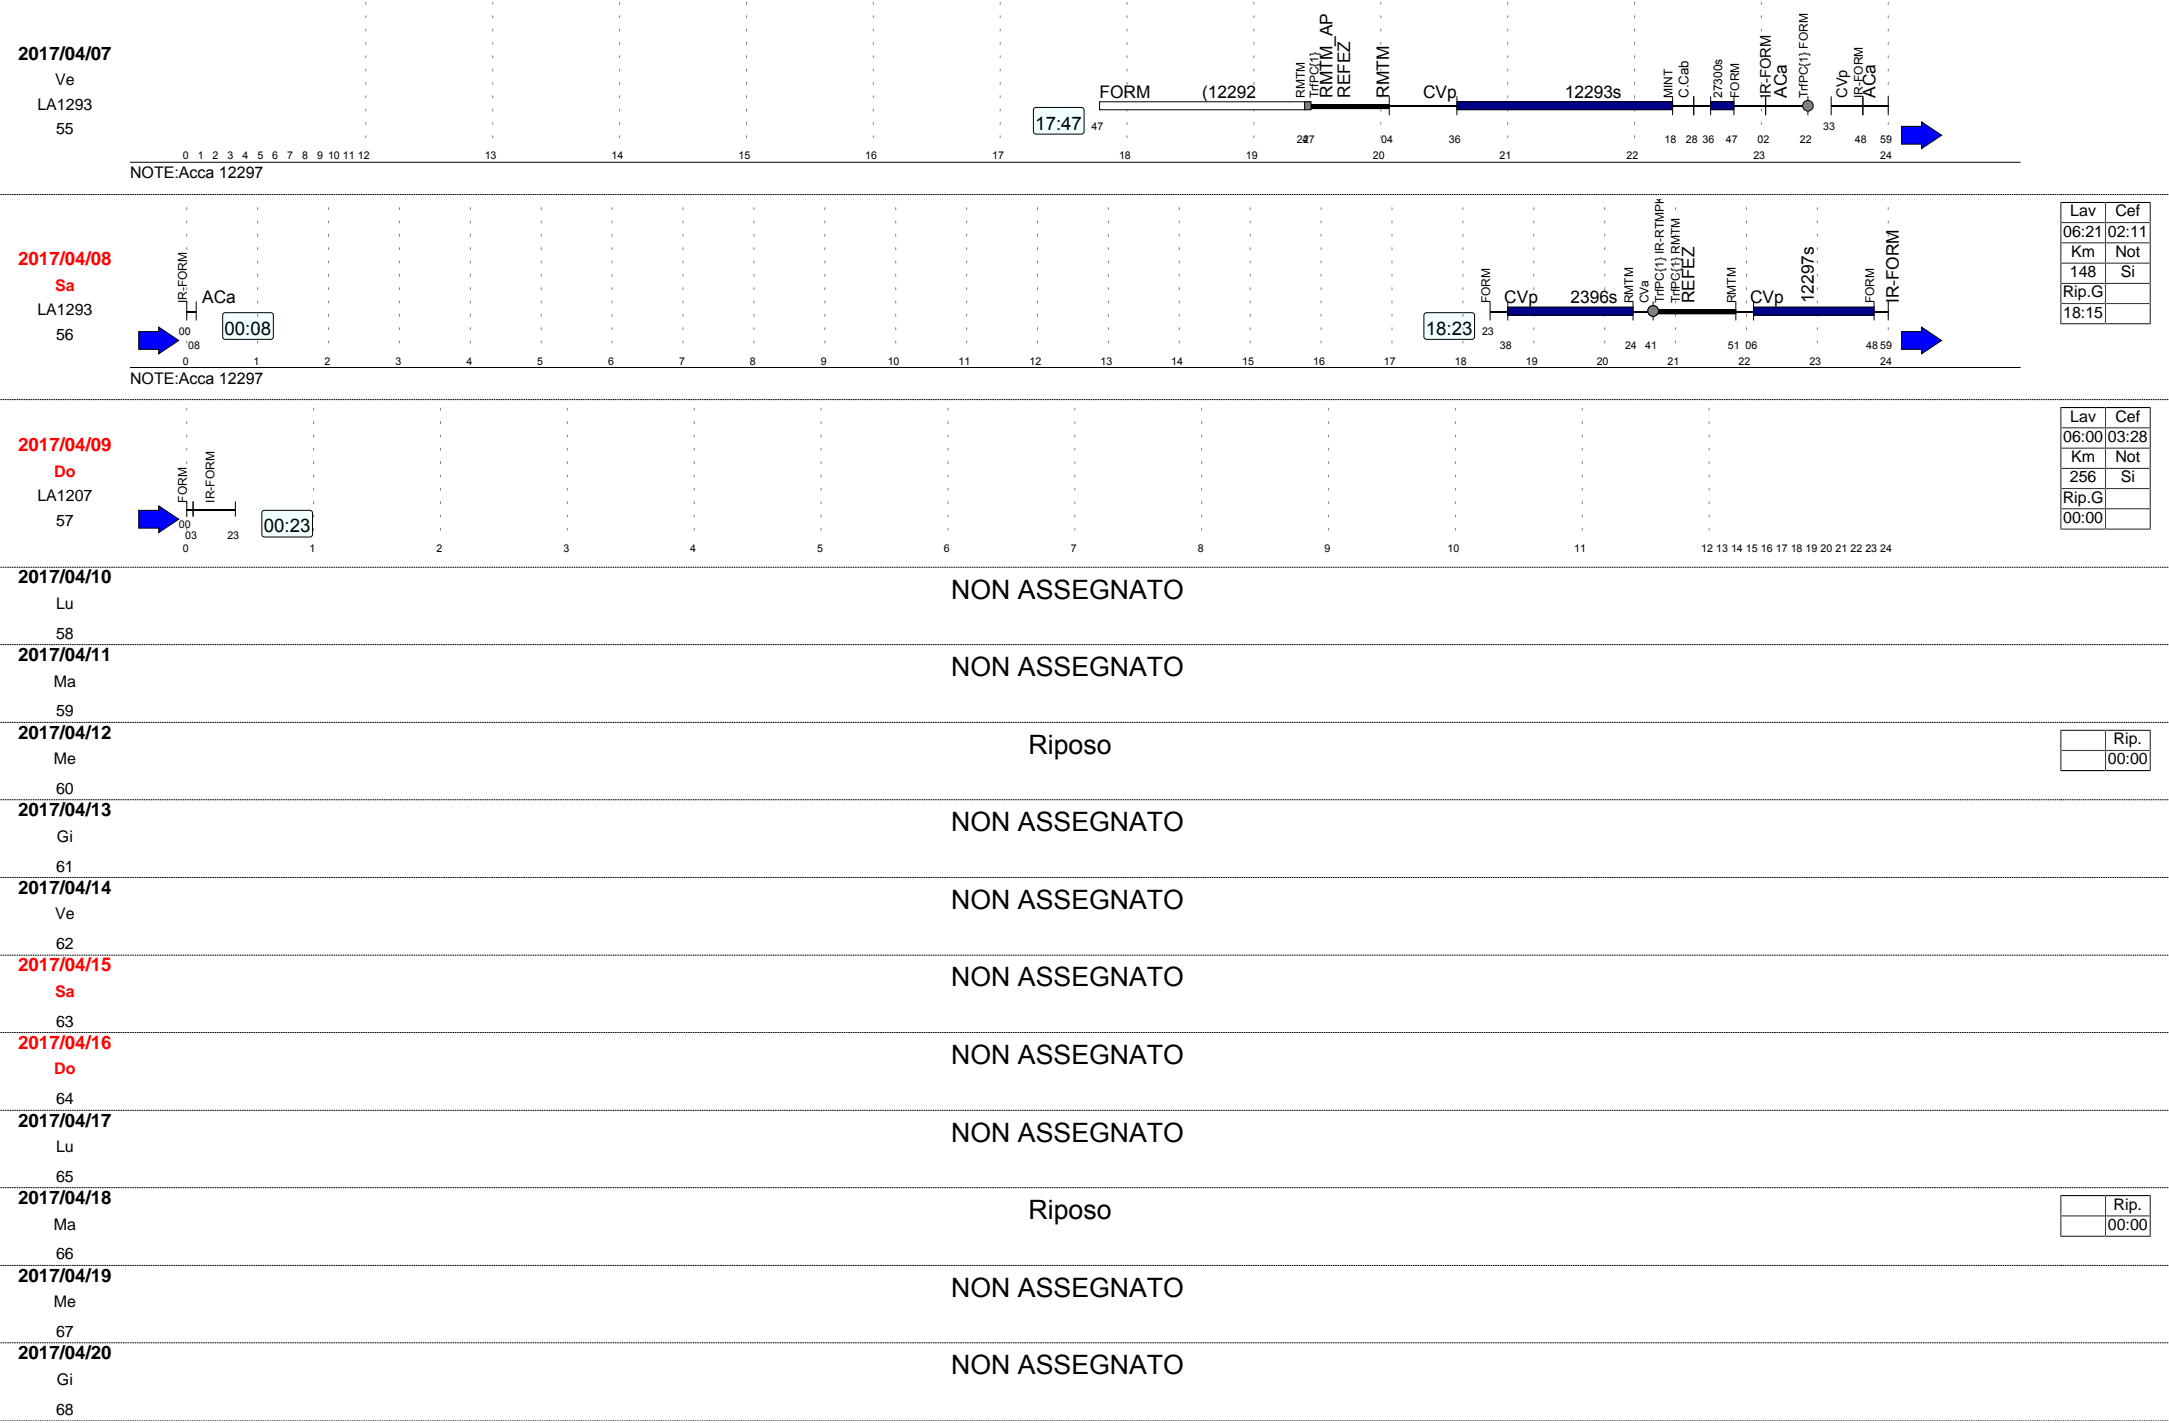 2017/04/07
Ve
LA1293
55
17:47
FORM (12292 RMTM TrfPC{1} RMTM_AP REFEZ RMTM CVp 12293s MINT C.Cab 27300s FORM IR-FORM ACa TrfPC{1} FORM CVp IR-FORM ACa
47 27 04 36 18 28 36 47 02 22 33 48 59
0 1 2 3 4 5 6 7 8 9 10 11 12 13 14 15 16 17 18 19 20 21 22 23 24
NOTE:Acca 12297
2017/04/08
Sa
LA1293
56
IR-FORM ACa
00 08
00:08
18:23
FORM CVp 2396s RMTM CVa TrfPC{1} IR-RTMPK TrfPC{1} RMTM REFEZ RMTM CVp 12297s FORM IR-FORM
23 38 24 41 51 06 48 59
0 1 2 3 4 5 6 7 8 9 10 11 12 13 14 15 16 17 18 19 20 21 22 23 24
NOTE:Acca 12297
Lav Cef
06:21 02:11
Km Not
148 Si
Rip.G
18:15
2017/04/09
Do
LA1207
57
FORM IR-FORM
00 03 23
00:23
0 1 2 3 4 5 6 7 8 9 10 11 12 13 14 15 16 17 18 19 20 21 22 23 24
Lav Cef
06:00 03:28
Km Not
256 Si
Rip.G
00:00
2017/04/10
Lu
58
NON ASSEGNATO
2017/04/11
Ma
59
NON ASSEGNATO
2017/04/12
Me
60
Riposo
Rip.
00:00
2017/04/13
Gi
61
NON ASSEGNATO
2017/04/14
Ve
62
NON ASSEGNATO
2017/04/15
Sa
63
NON ASSEGNATO
2017/04/16
Do
64
NON ASSEGNATO
2017/04/17
Lu
65
NON ASSEGNATO
2017/04/18
Ma
66
Riposo
Rip.
00:00
2017/04/19
Me
67
NON ASSEGNATO
2017/04/20
Gi
68
NON ASSEGNATO